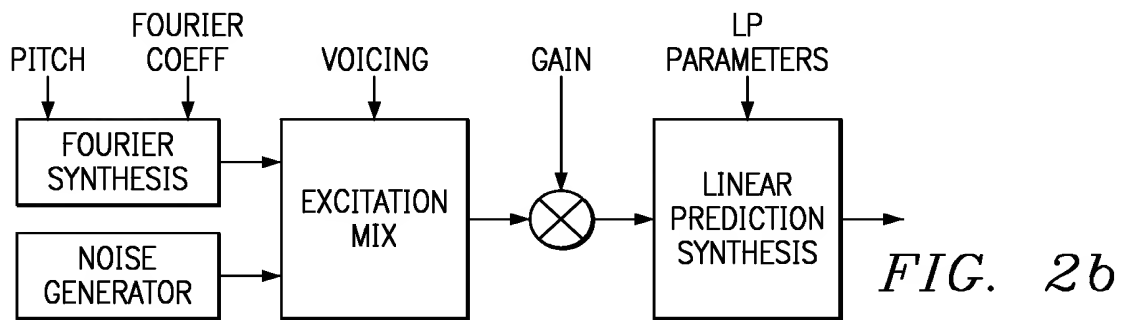 PITCH
FOURIER
COEFF
VOICING
GAIN
LP
PARAMETERS
FOURIER
SYNTHESIS
NOISE
GENERATOR
EXCITATION
MIX
LINEAR
PREDICTION
SYNTHESIS
FIG. 2b